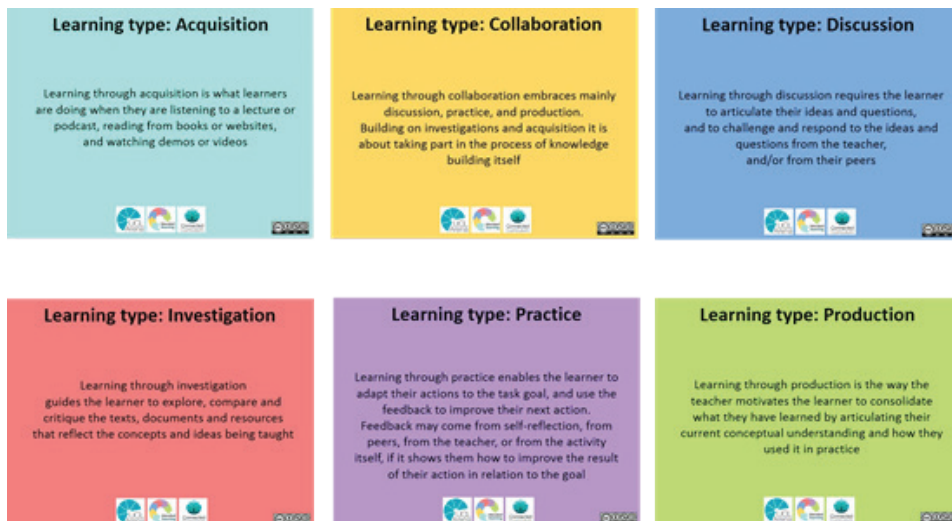 Learning type: Acquisition
Learning through acquisition is what learners
are doing when they are listening to a lecture or
podcast, reading from books or websites,
and watching demos or videos
Learning type: Collaboration
Learning through collaboration embraces mainly
discussion, practice, and production.
Building on investigations and acquisition it is
about taking part in the process of knowledge
building itself
Learning type: Discussion
Learning through discussion requires the learner
to articulate their ideas and questions,
and to challenge and respond to the ideas and
questions from the teacher,
and/or from their peers
Learning type: Investigation
Learning through investigation
guides the learner to explore, compare and
critique the texts, documents and resources
that reflect the concepts and ideas being taught
Learning type: Practice
Learning through practice enables the learner to
adapt their actions to the task goal, and use the
feedback to improve their next action.
Feedback may come from self-reflection, from
peers, from the teacher, or from the activity
itself, if it shows them how to improve the result
of their action in relation to the goal
Learning type: Production
Learning through production is the way the
teacher motivates the learner to consolidate
what they have learned by articulating their
current conceptual understanding and how they
used it in practice